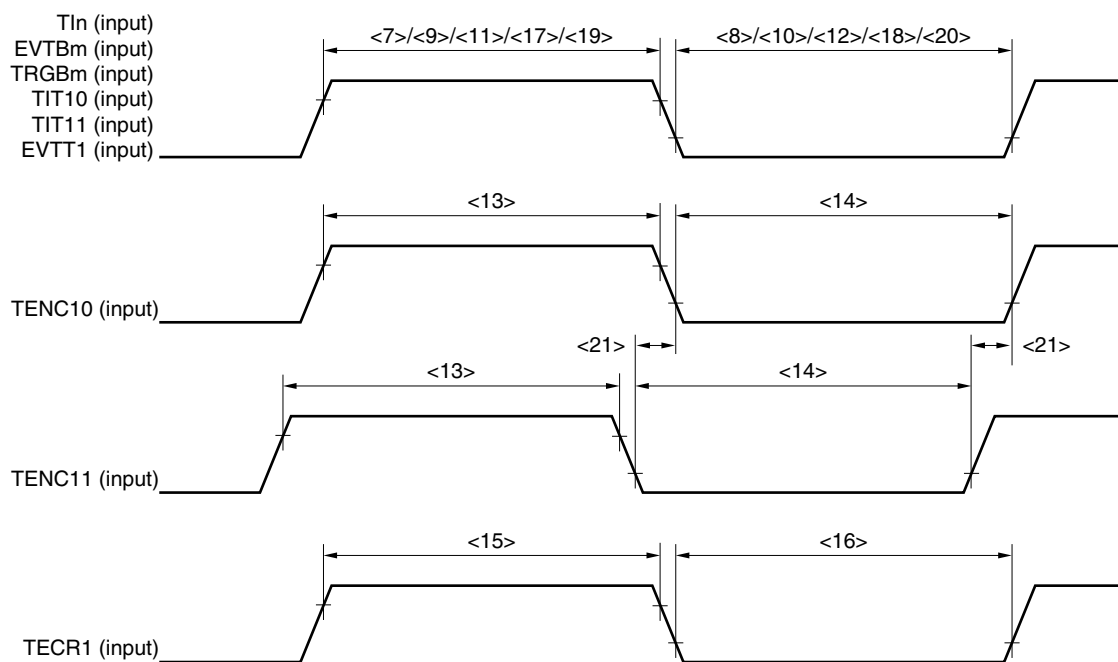 TIn (input)
EVTBm (input)
TRGBm (input)
TIT10 (input)
TIT11 (input)
EVTT1 (input)
<7>/<9>/<11>/<17>/<19>
<8>/<10>/<12>/<18>/<20>
<13>
<14>
TENC10 (input)
<21>
<21>
<13>
<14>
TENC11 (input)
<15>
<16>
TECR1 (input)